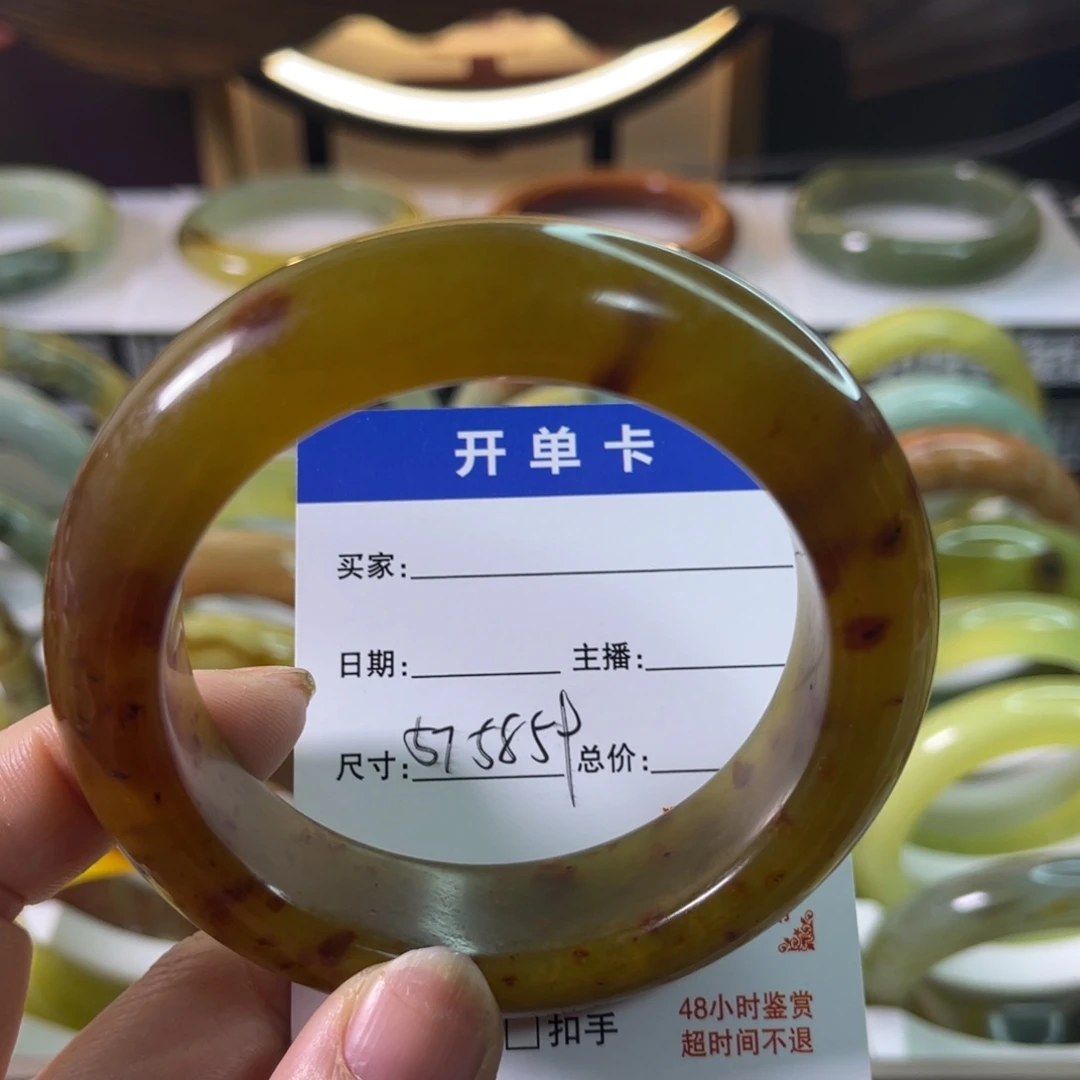 开单卡
买家:
日期: 主播:
尺寸: 57 585 总价:
扣手
48小时鉴赏
超时间不退